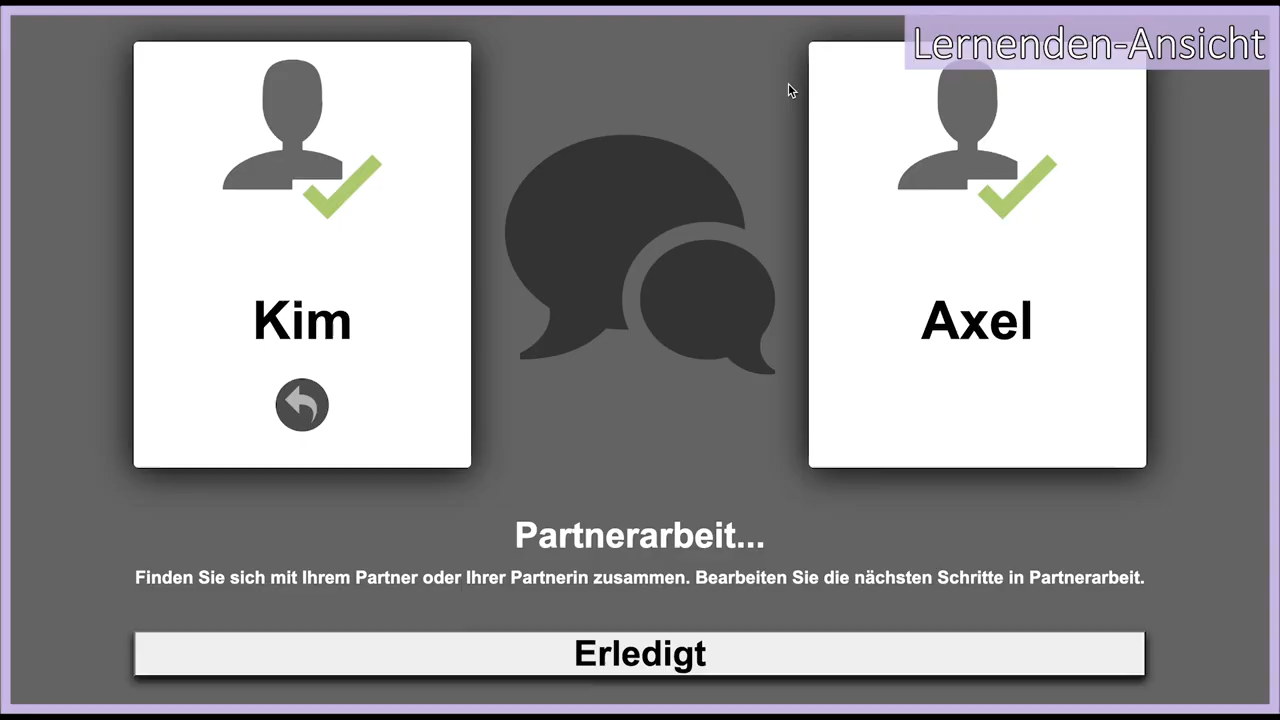 Lernenden-Ansicht
Kim
Axel
Partnerarbeit...
Finden Sie sich mit Ihrem Partner oder Ihrer Partnerin zusammen. Bearbeiten Sie die nächsten Schritte in Partnerarbeit.
Erledigt